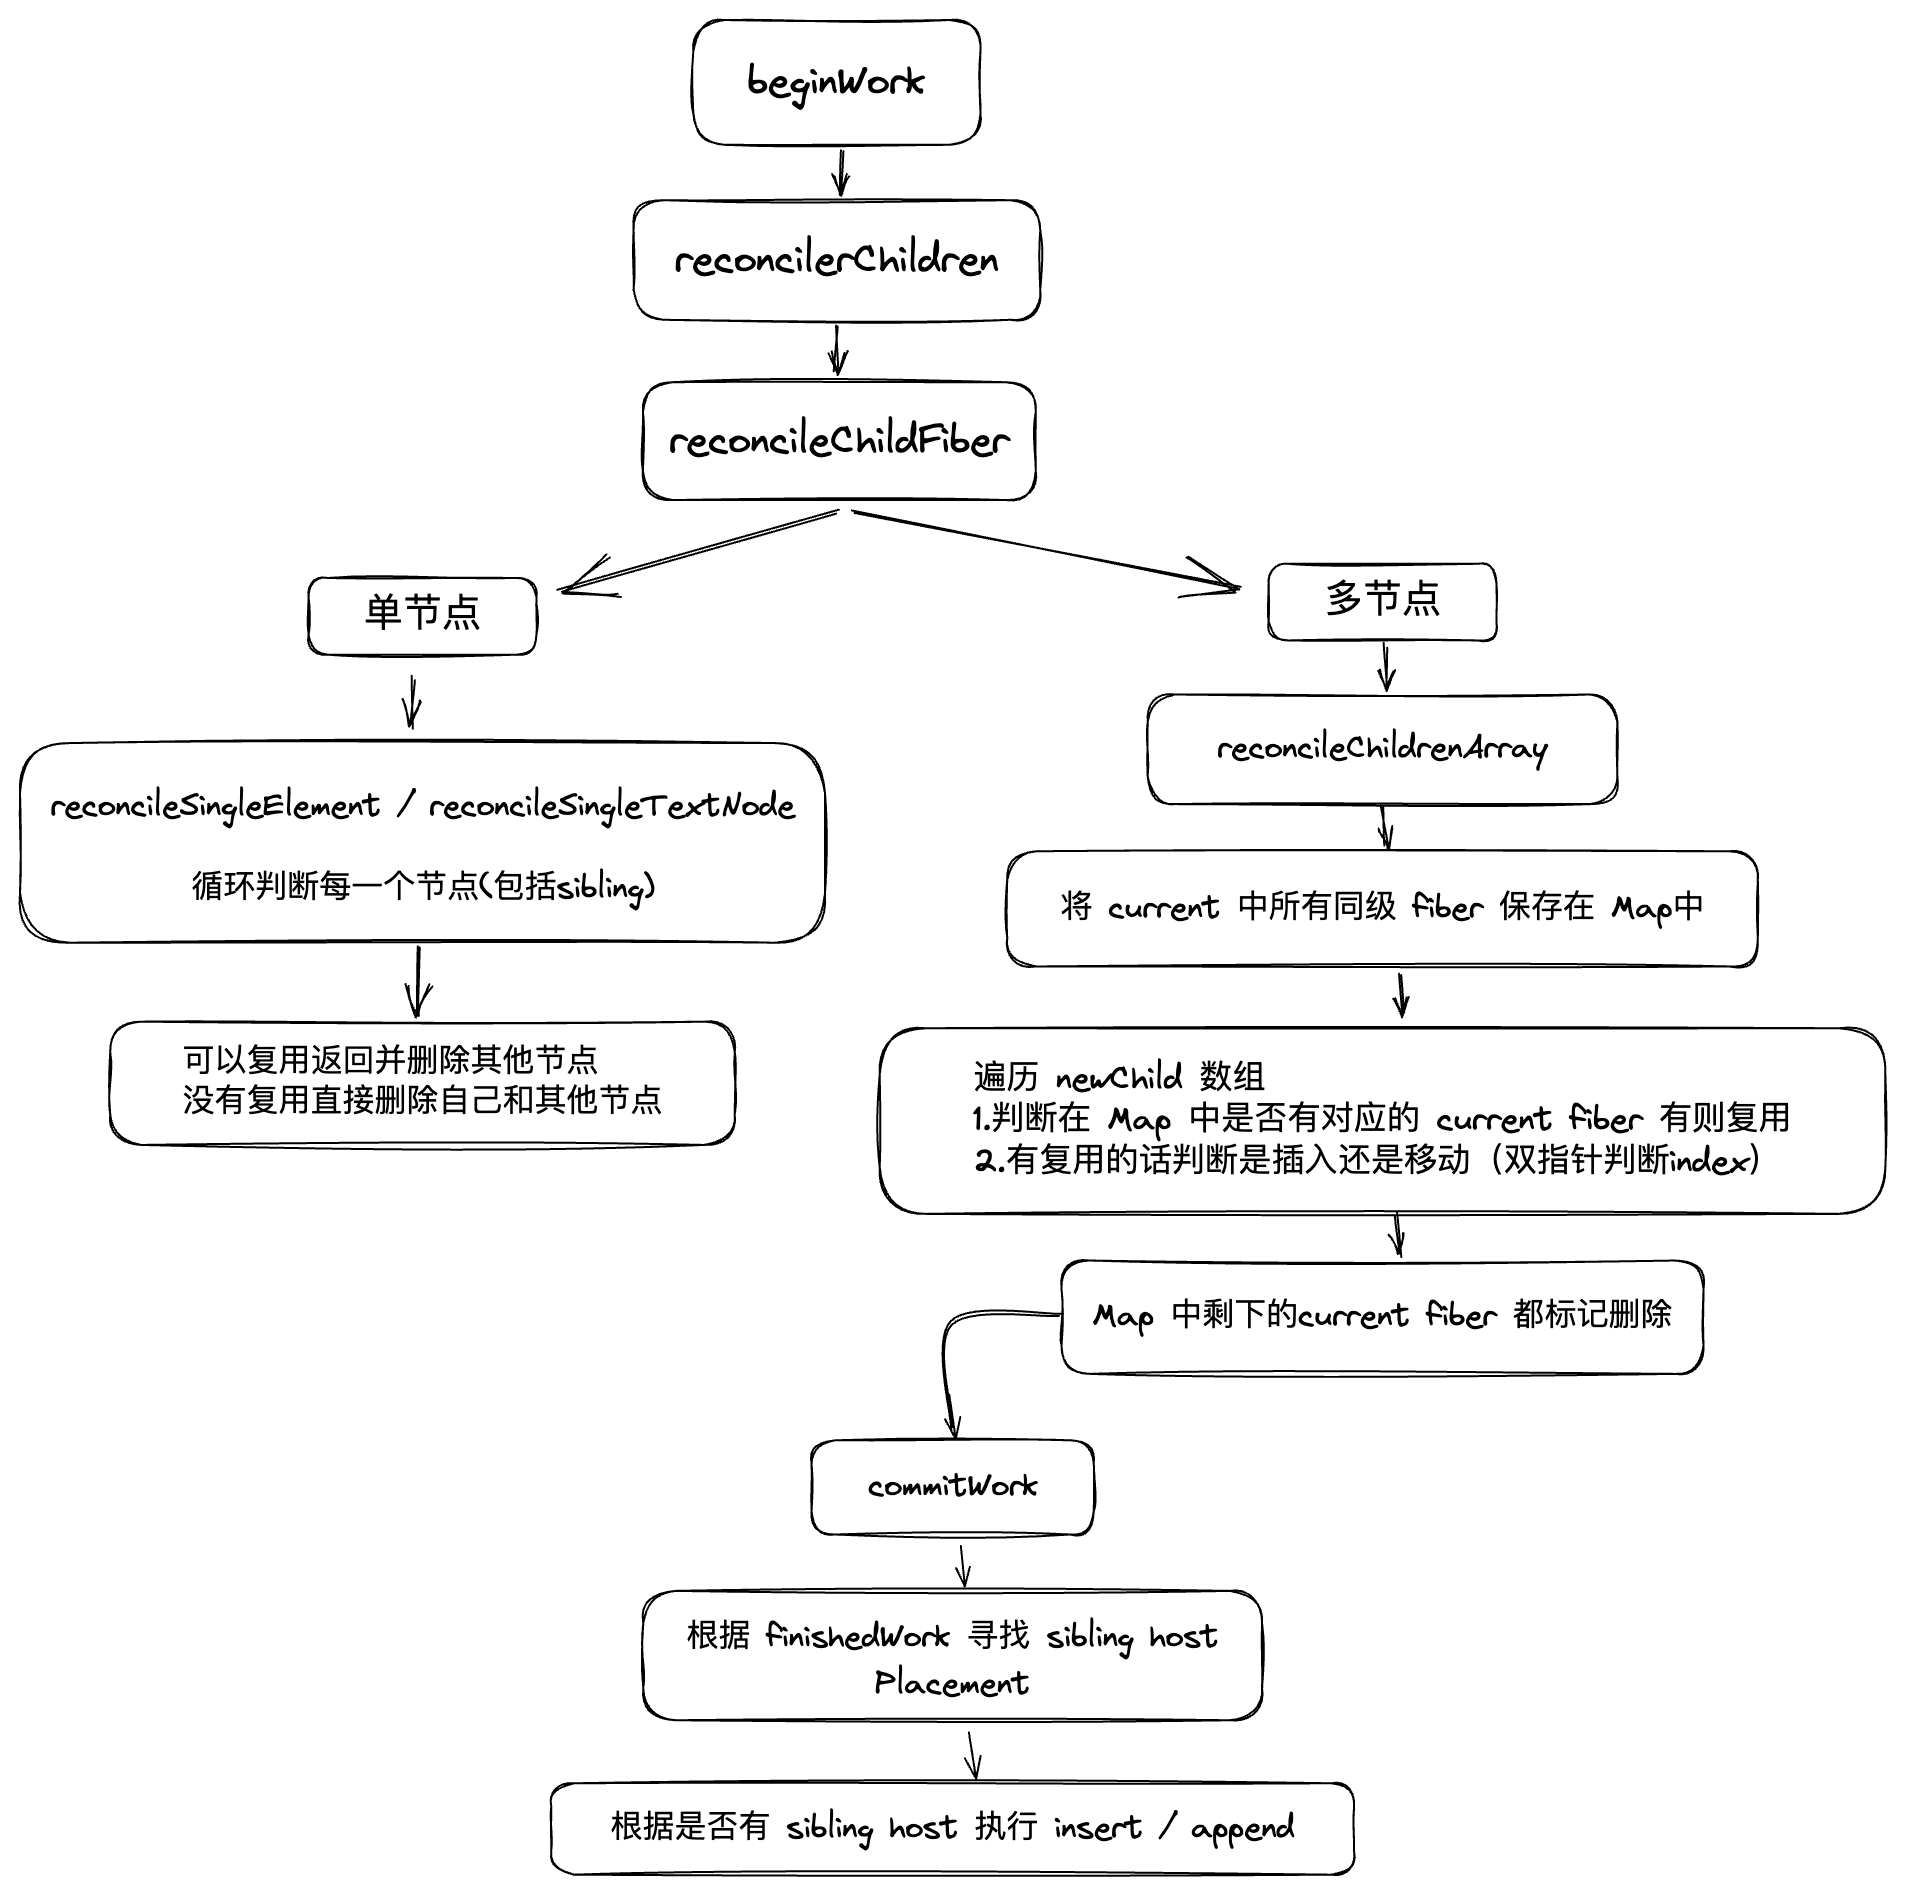 beginWork
reconcilerChildren
reconcileChildFiber
单节点
多节点
reconcileSingleElement / reconcileSingleTextNode
循环判断每一个节点(包括sibling)
可以复用返回并删除其他节点
没有复用直接删除自己和其他节点
reconcileChildrenArray
将 current 中所有同级 fiber 保存在 Map中
遍历 newChild 数组
1.判断在 Map 中是否有对应的 current fiber 有则复用
2.有复用的话判断是插入还是移动（双指针判断index）
Map 中剩下的current fiber 都标记删除
commitWork
根据 finishedWork 寻找 sibling host
Placement
根据是否有 sibling host 执行 insert / append